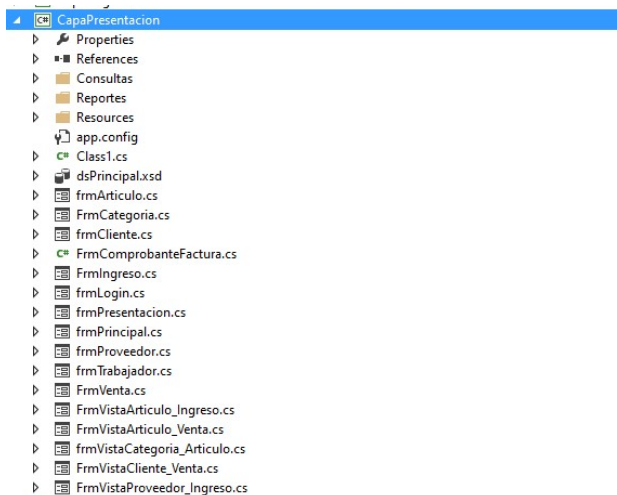 C# CapaPresentacion
Properties
References
Consultas
Reportes
Resources
app.config
C# Class1.cs
dsPrincipal.xsd
frmArticulo.cs
FrmCategoria.cs
frmCliente.cs
C# FrmComprobanteFactura.cs
FrmIngreso.cs
frmLogin.cs
frmPresentacion.cs
frmPrincipal.cs
frmProveedor.cs
frmTrabajador.cs
FrmVenta.cs
FrmVistaArticulo_Ingreso.cs
FrmVistaArticulo_Venta.cs
frmVistaCategoria_Articulo.cs
FrmVistaCliente_Venta.cs
FrmVistaProveedor_Ingreso.cs